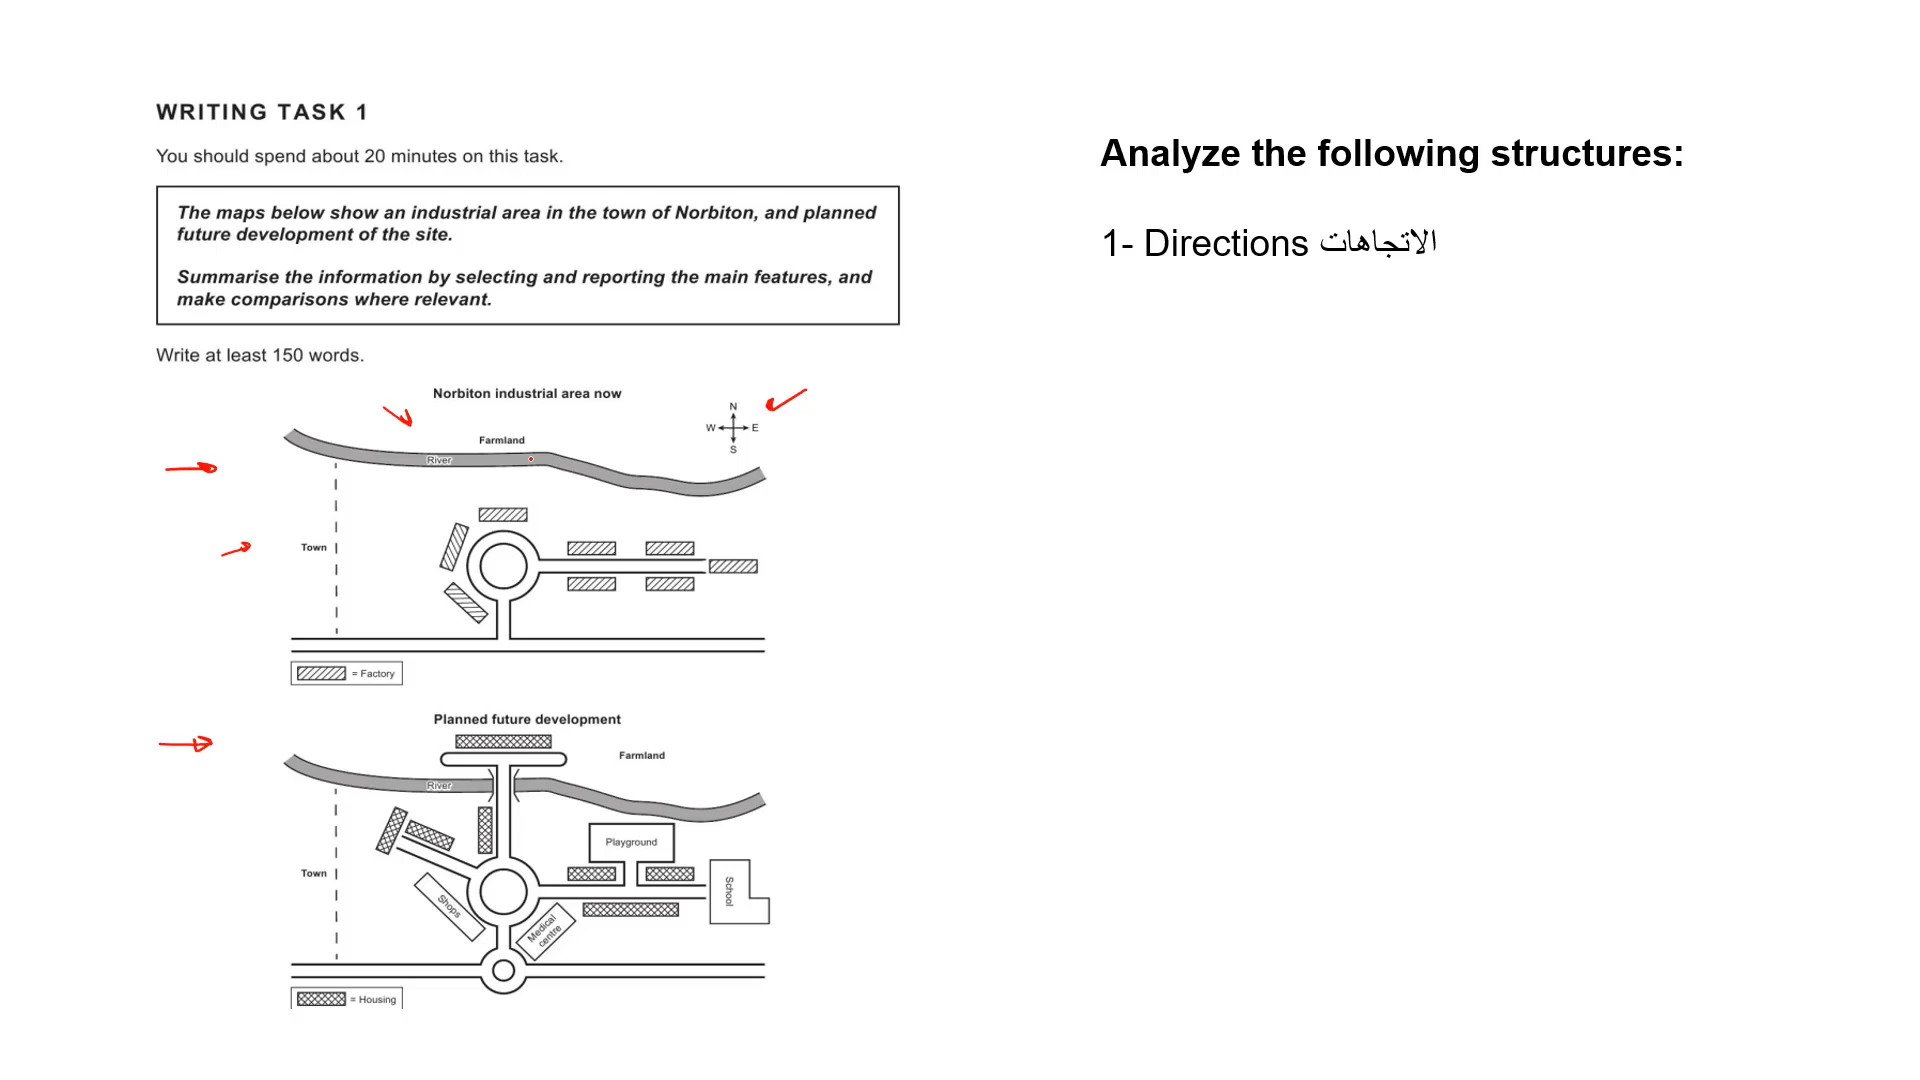 WRITING TASK 1
You should spend about 20 minutes on this task.
The maps below show an industrial area in the town of Norbiton, and planned
future development of the site.
Summarise the information by selecting and reporting the main features, and
make comparisons where relevant.
Write at least 150 words.
Norbiton industrial area now
N
W E
S
Farmland
River
Town
= Factory
Planned future development
Farmland
River
Playground
Town
School
Shops
Medical
centre
= Housing
Analyze the following structures:
1- Directions الاتجاهات